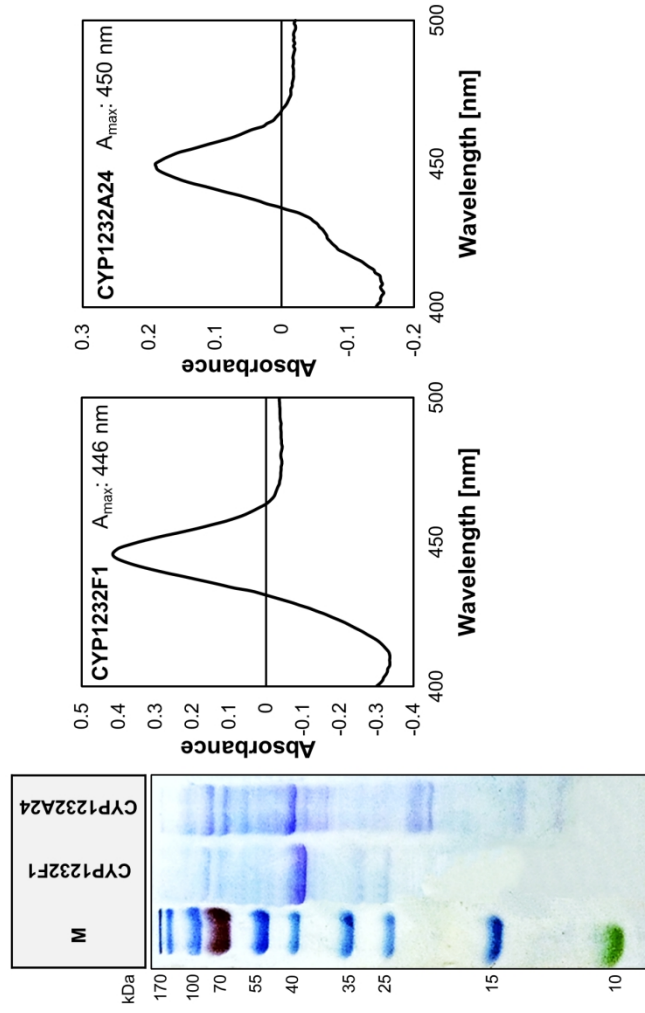 M
CYP1232F1
CYP1232A24
kDa
170
100
70
55
40
35
25
15
10
CYP1232F1 Amax: 446 nm
Absorbance
0.5
0.4
0.3
0.2
0.1
0
-0.1
-0.2
-0.3
-0.4
400 450 500
Wavelength [nm]
CYP1232A24 Amax: 450 nm
Absorbance
0.3
0.2
0.1
0
-0.1
-0.2
400 450 500
Wavelength [nm]